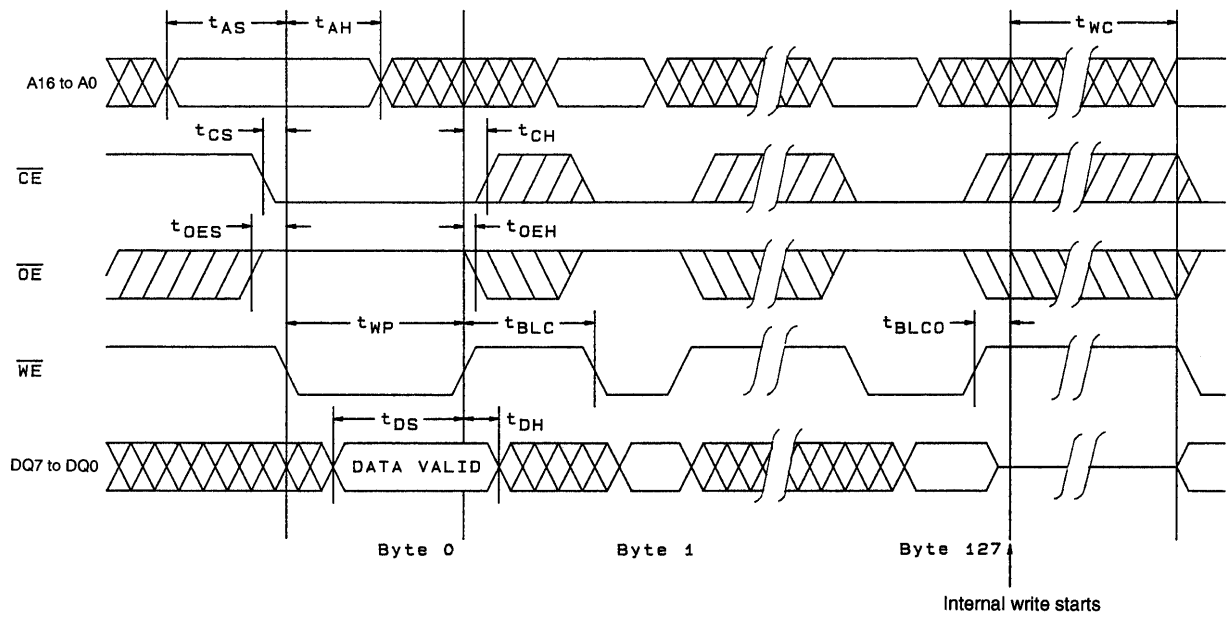 tAS tAH tWC
A16 to A0
tCS tCH
CE
tOES tOEH
OE
tWP tBLC tBLCO
WE
tDS tDH
DQ7 to DQ0 DATA VALID
Byte 0 Byte 1 Byte 127
Internal write starts